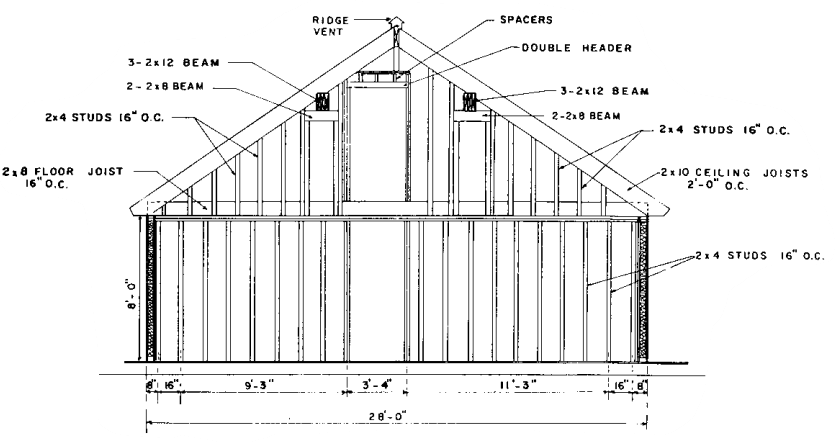 RIDGE
VENT
SPACERS
DOUBLE HEADER
3-2x12 BEAM
2-2x8 BEAM
2x4 STUDS 16" O.C.
2x8 FLOOR JOIST
16" O.C.
3-2x12 BEAM
2-2x8 BEAM
2x4 STUDS 16" O.C.
2x10 CEILING JOISTS
2'-0" O.C.
2x4 STUDS 16" O.C.
8'-0"
8" 16" 9'-3" 3'-4" 11'-3" 16" 8"
28'-0"